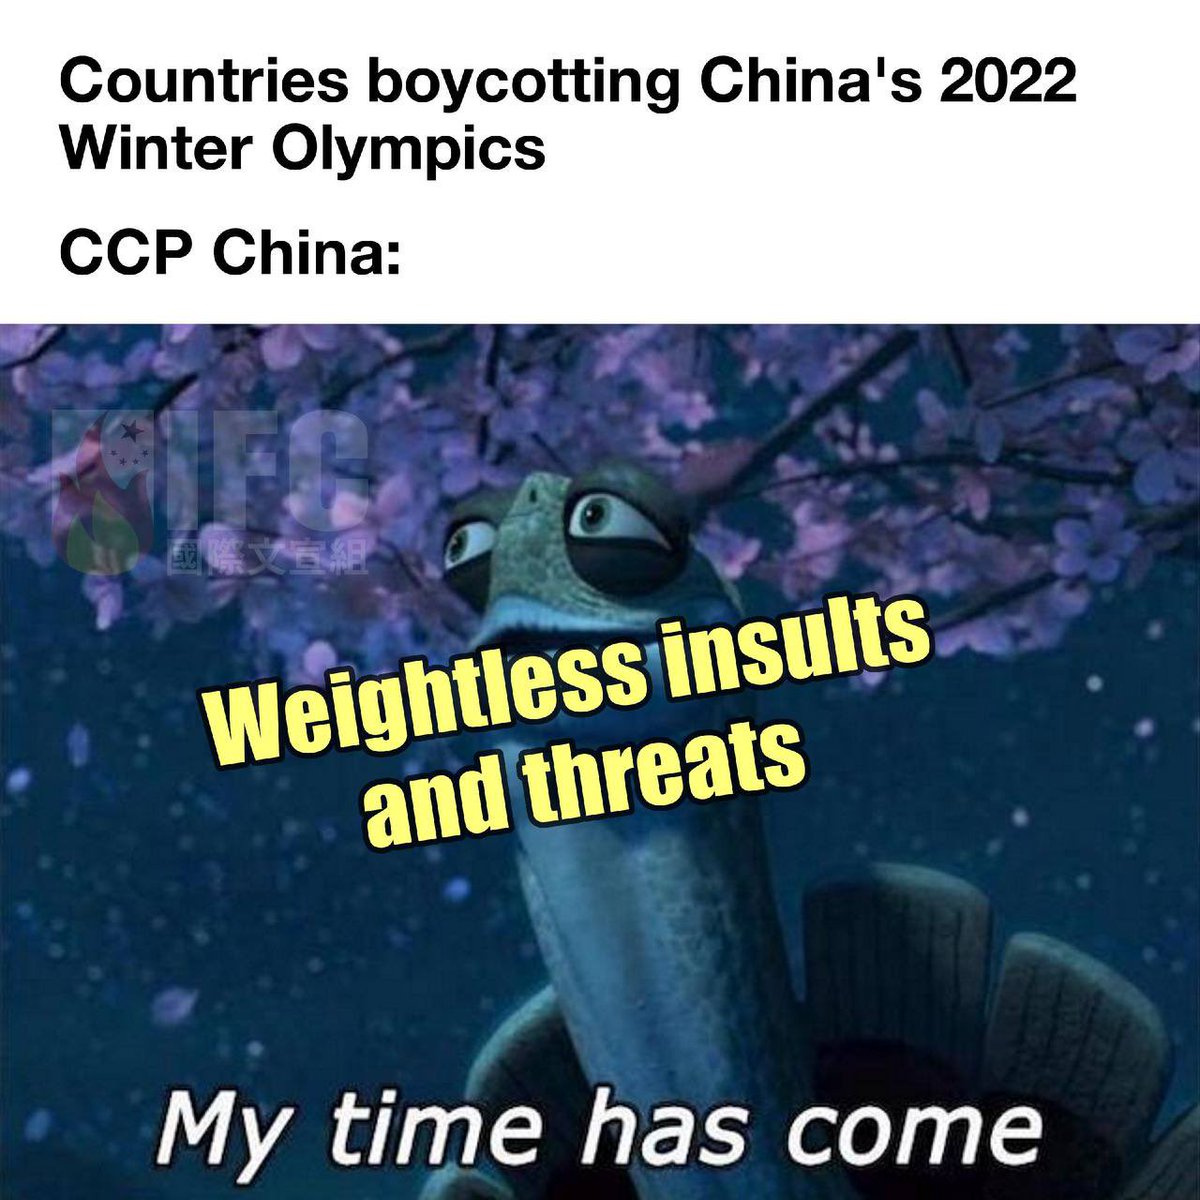 Countries boycotting China's 2022
Winter Olympics
CCP China:
IFC
國際文宣組
Weightless insults
and threats
My time has come